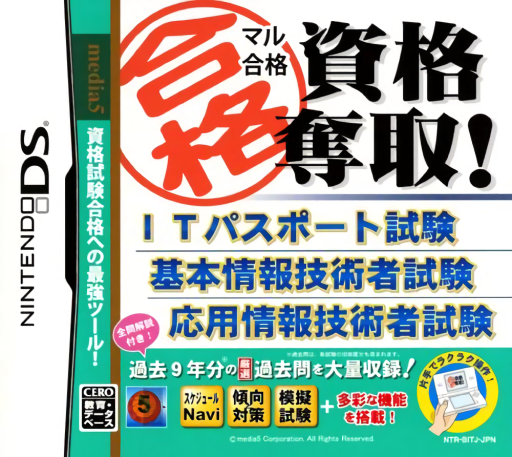 NINTENDO DS
media5
資格試験合格への最強ツール!
合格
マル
合格
資格
奪取!
ITパスポート試験
基本情報技術者試験
応用情報技術者試験
全問解説
付き!
過去9年分※の厳選過去問を大量収録!
CERO
教育・データ
ベース
5
スケジュール
Navi
傾向
対策
模擬
試験
+
多彩な機能
を搭載!
片手でラクラク操作!
資格
奪取!
NTR-BITJ-JPN
©media5 Corporation. All Rights Reserved.